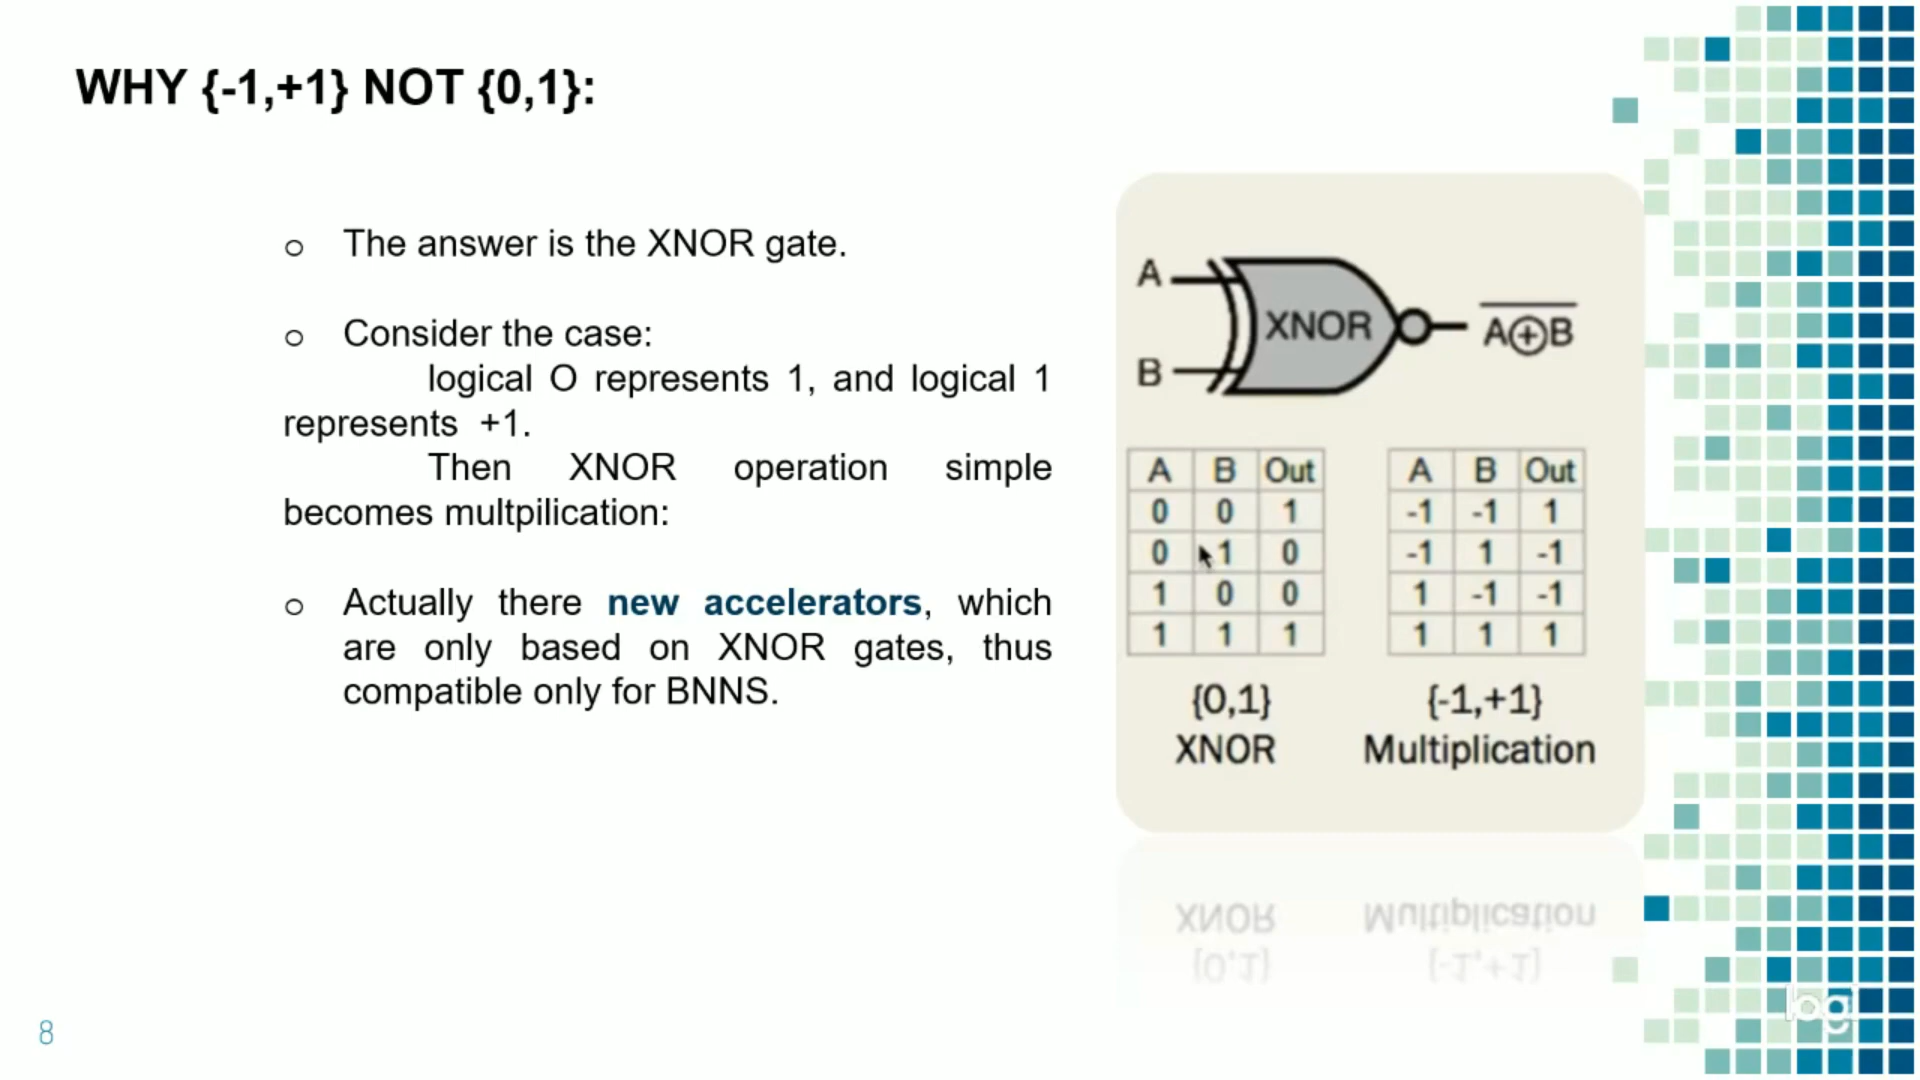 WHY {-1,+1} NOT {0,1}:
o The answer is the XNOR gate.
o Consider the case:
logical O represents 1, and logical 1
represents +1.
Then XNOR operation simple
becomes multpilication:
o Actually there new accelerators, which
are only based on XNOR gates, thus
compatible only for BNNS.
A
XNOR
A⊕B
B
A B Out
0 0 1
0 1 0
1 0 0
1 1 1
{0,1}
XNOR
A B Out
-1 -1 1
-1 1 -1
1 -1 -1
1 1 1
{-1,+1}
Multiplication
8
logi